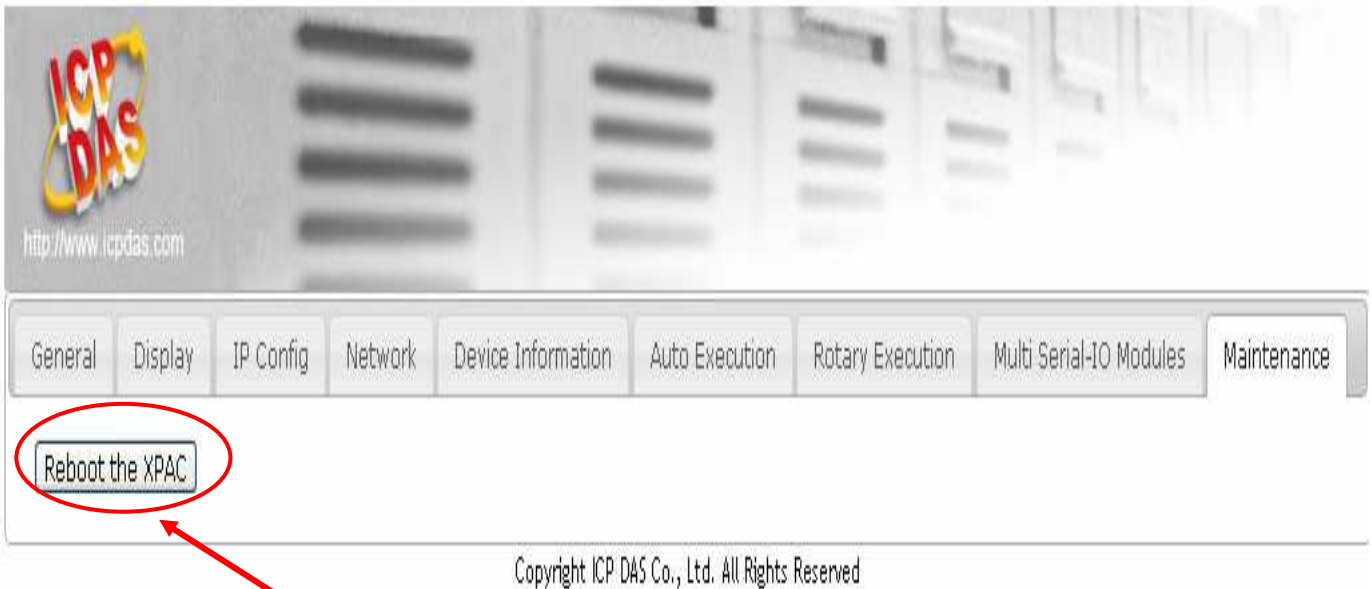 ICP
DAS
http://www.icpdas.com
General Display IP Config Network Device Information Auto Execution Rotary Execution Multi Serial-IO Modules Maintenance
Reboot the XPAC
Copyright ICP DAS Co., Ltd. All Rights Reserved